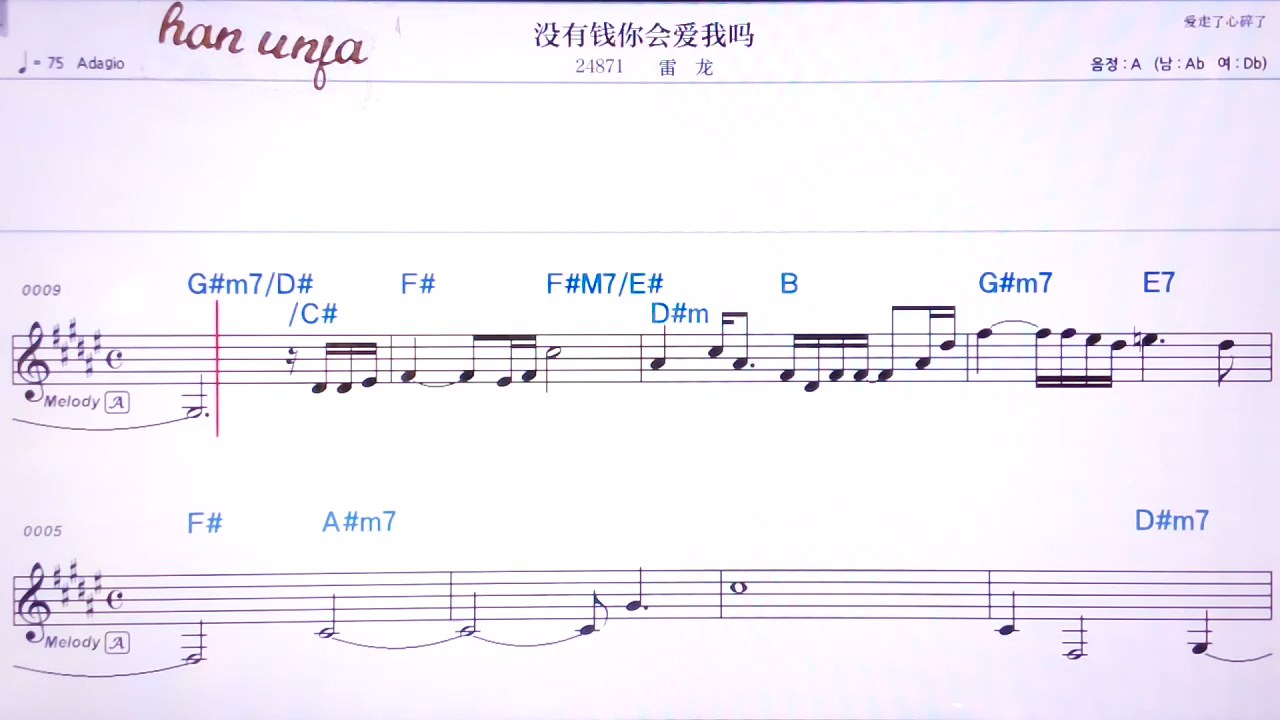 han unfa
没有钱你会爱我吗
爱走了心碎了
♩= 75 Adagio
24871 雷 龙
음정 : A (남 : Ab 여 : Db)
0009
G#m7/D# F# F#M7/E# B G#m7 E7
/C# D#m
Melody A
0005
F# A#m7 D#m7
Melody A